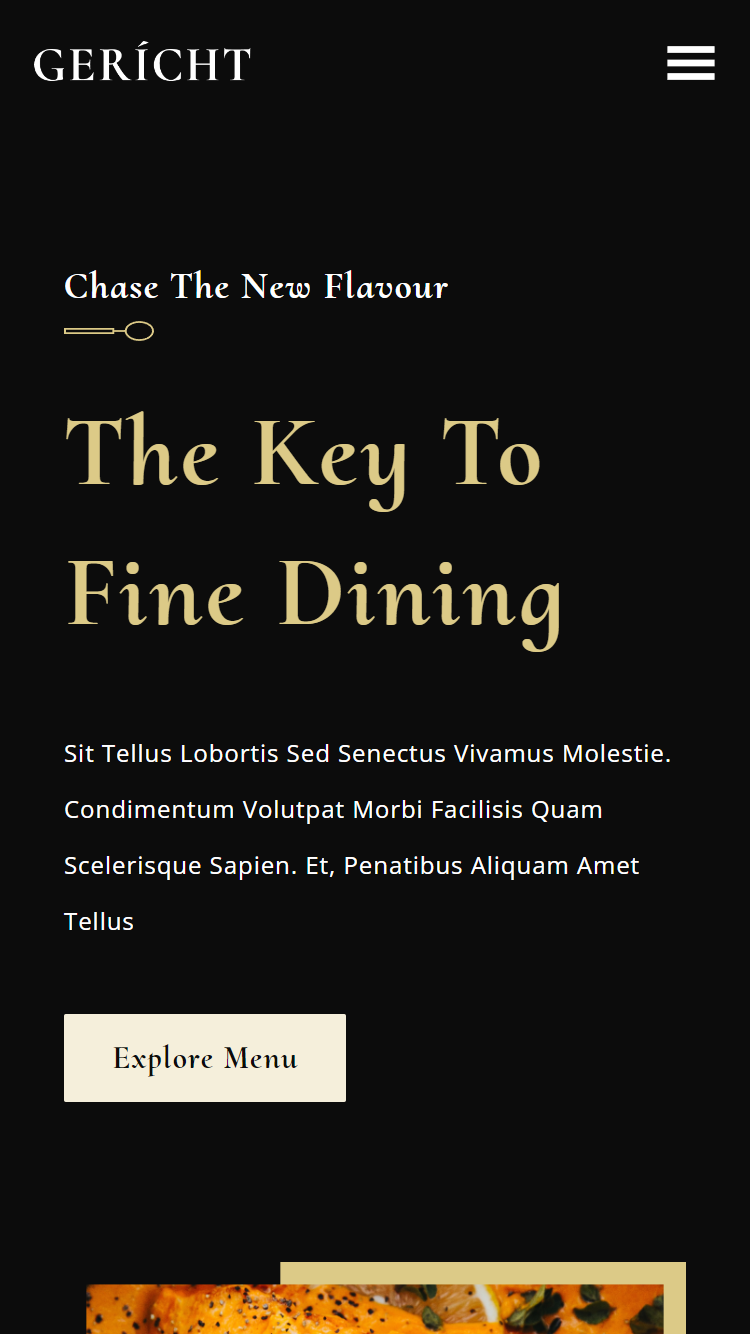 GERÍCHT
Chase The New Flavour
The Key To
Fine Dining
Sit Tellus Lobortis Sed Senectus Vivamus Molestie.
Condimentum Volutpat Morbi Facilisis Quam
Scelerisque Sapien. Et, Penatibus Aliquam Amet
Tellus
Explore Menu